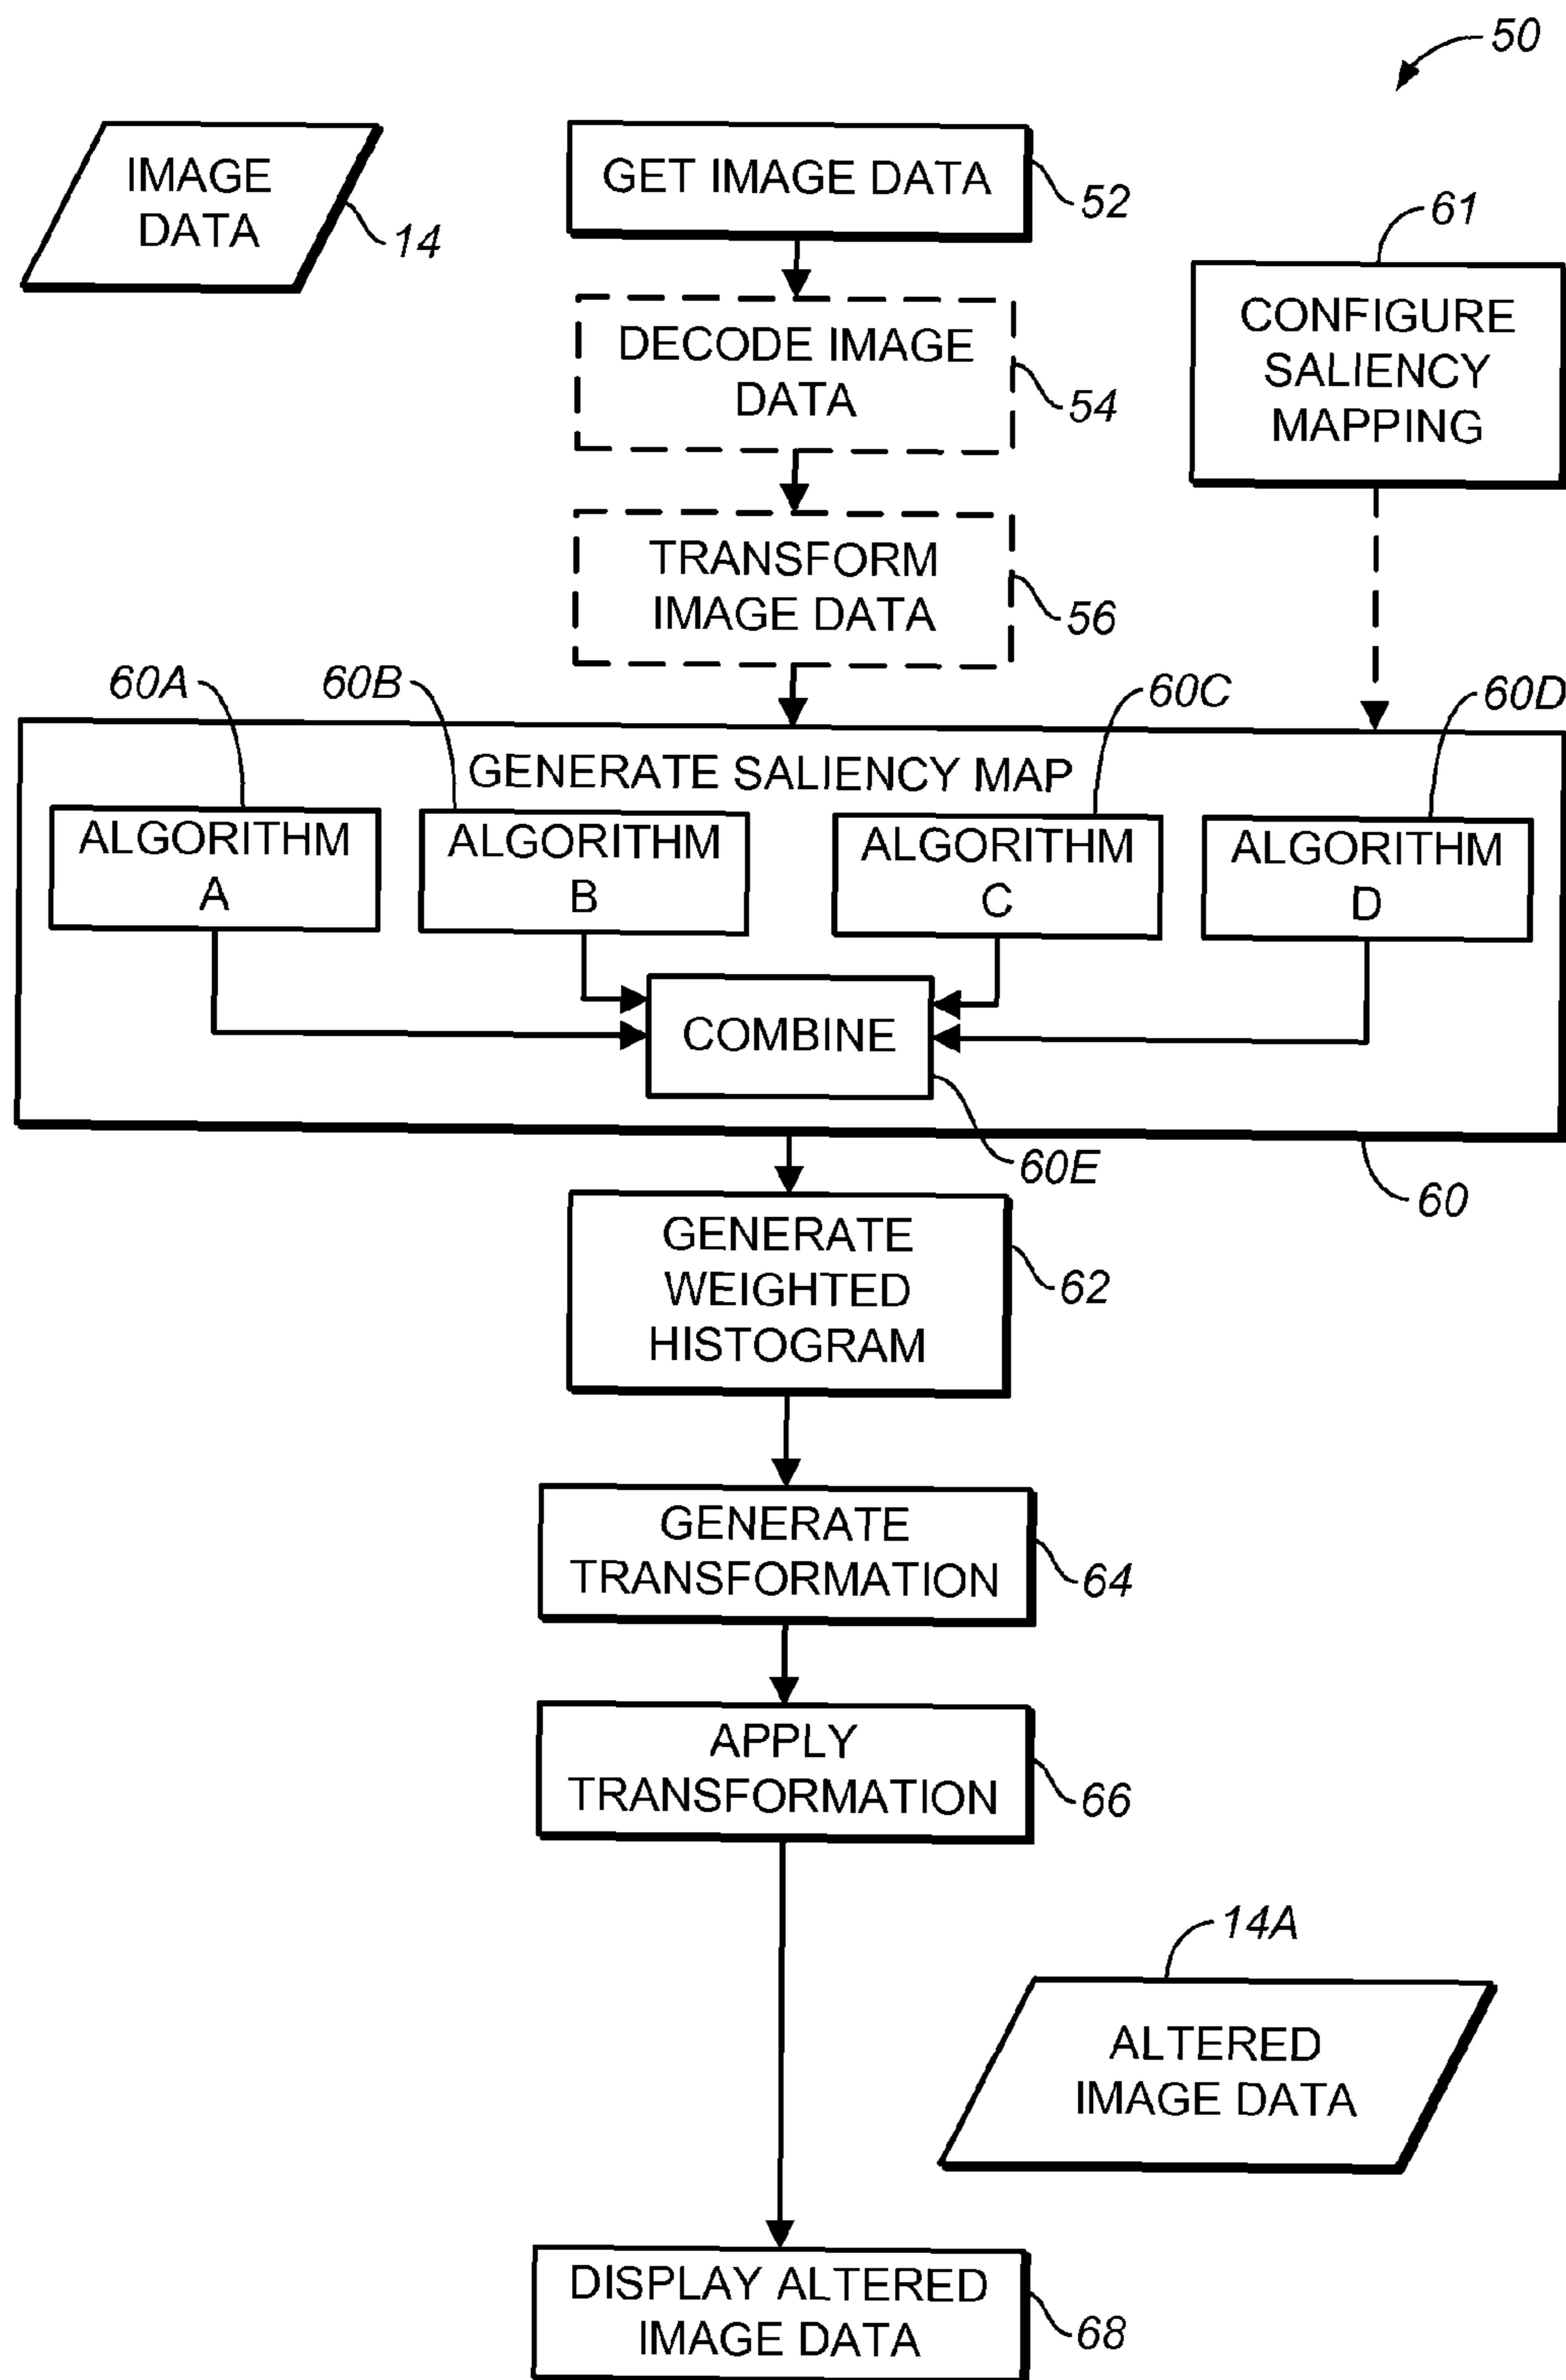 50
IMAGE
DATA
14
GET IMAGE DATA
52
61
DECODE IMAGE
DATA
54
CONFIGURE
SALIENCY
MAPPING
TRANSFORM
IMAGE DATA
56
60A
60B
60C
60D
GENERATE SALIENCY MAP
ALGORITHM
A
ALGORITHM
B
ALGORITHM
C
ALGORITHM
D
COMBINE
60E
60
GENERATE
WEIGHTED
HISTOGRAM
62
GENERATE
TRANSFORMATION
64
APPLY
TRANSFORMATION
66
14A
ALTERED
IMAGE DATA
DISPLAY ALTERED
IMAGE DATA
68